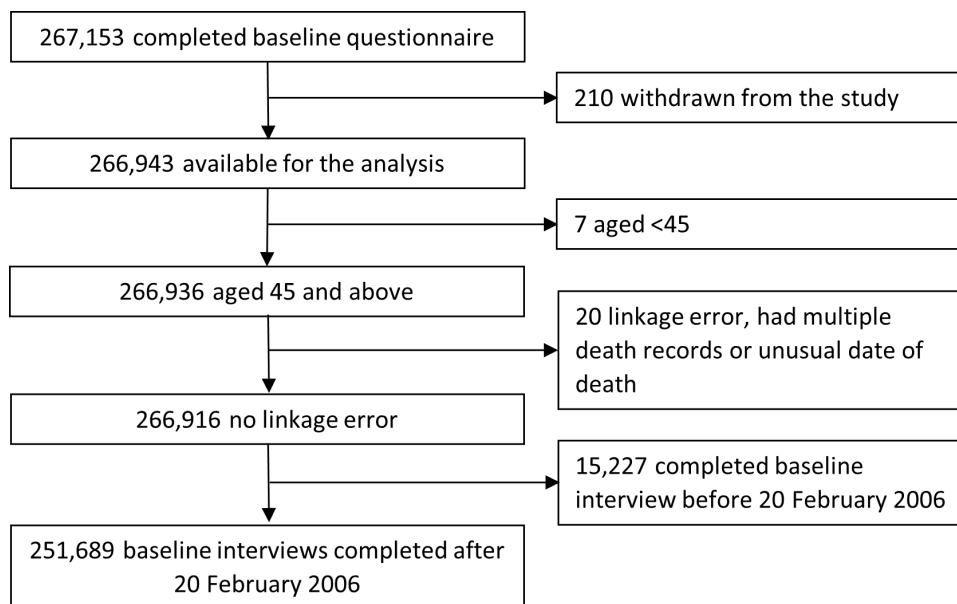 267,153 completed baseline questionnaire
210 withdrawn from the study
266,943 available for the analysis
7 aged <45
266,936 aged 45 and above
20 linkage error, had multiple
death records or unusual date of
death
266,916 no linkage error
15,227 completed baseline
interview before 20 February 2006
251,689 baseline interviews completed after
20 February 2006